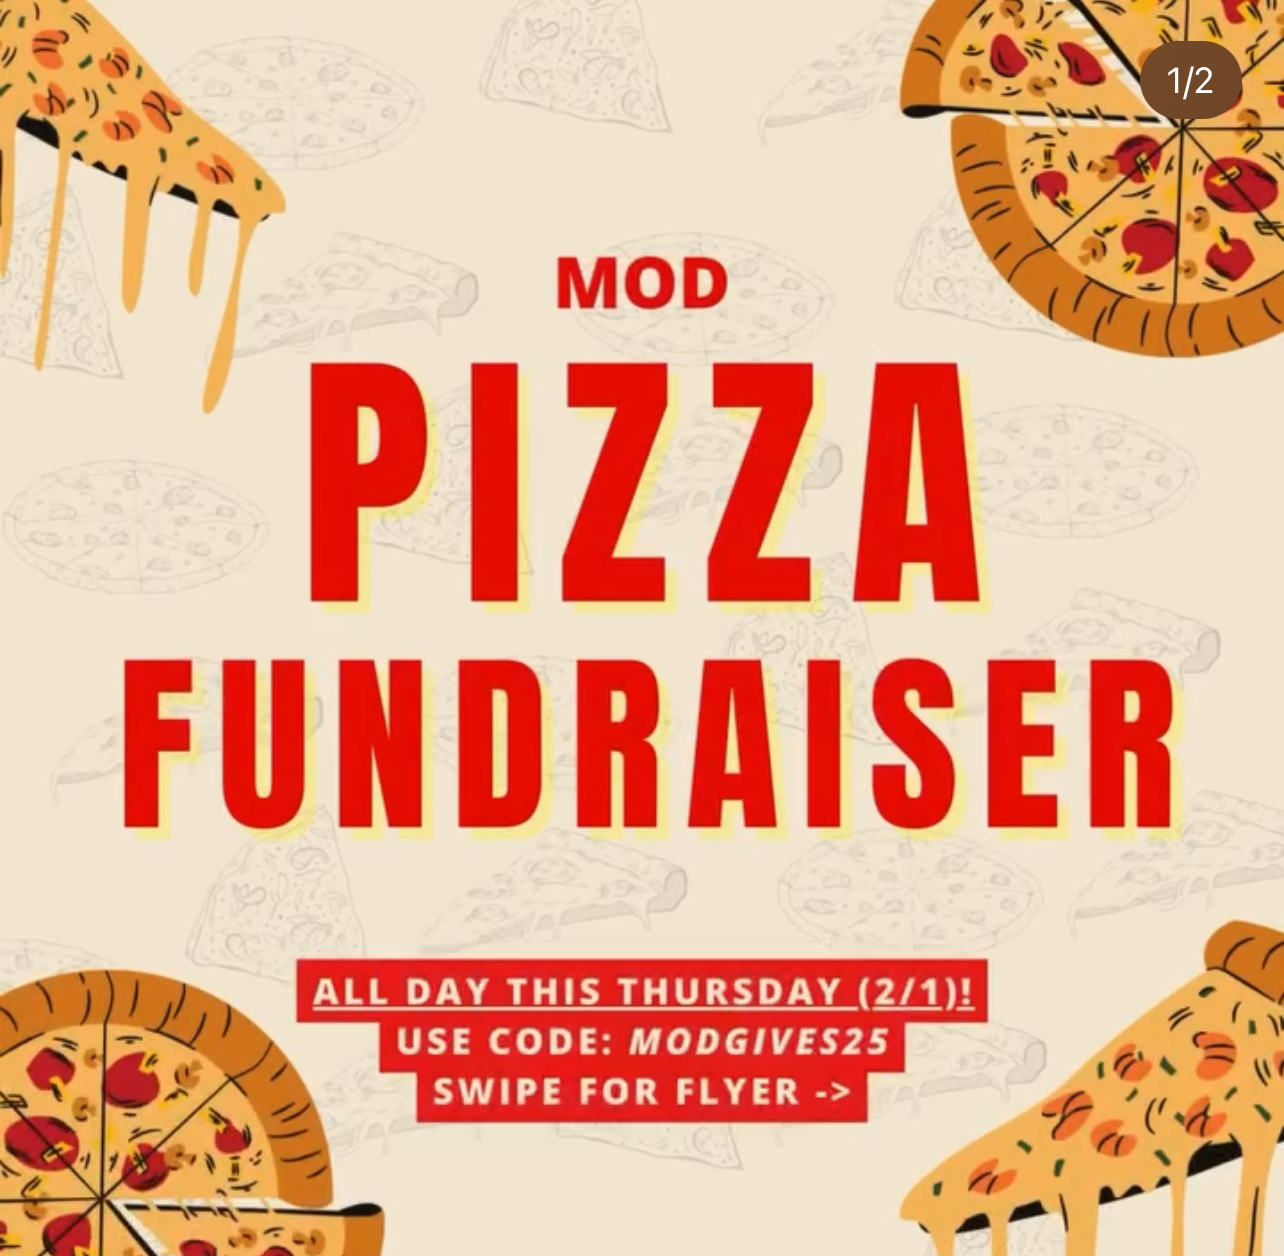 1/2
MOD
PIZZA
FUNDRAISER
ALL DAY THIS THURSDAY (2/1)!
USE CODE: MODGIVES25
SWIPE FOR FLYER ->